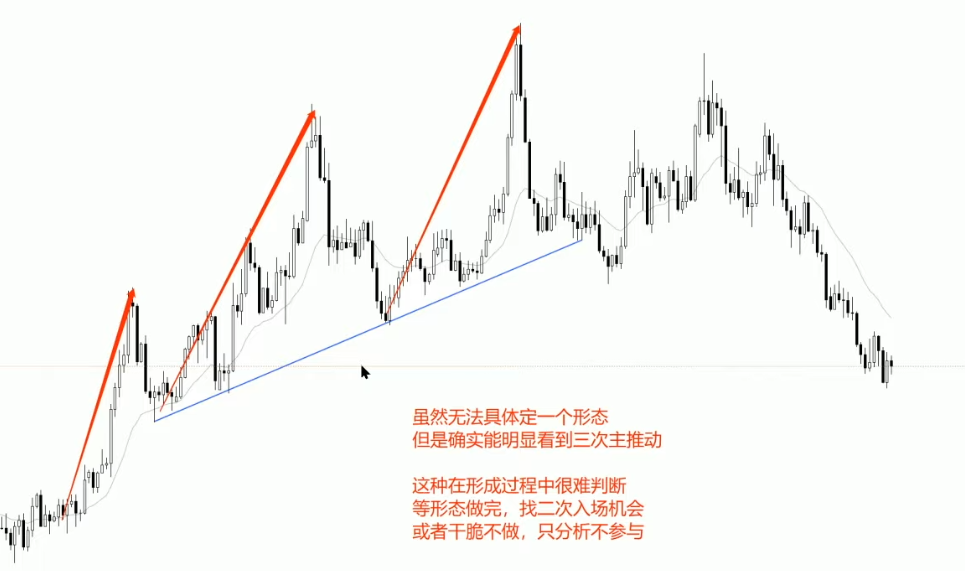 虽然无法具体定一个形态
但是确实能明显看到三次主推动
这种在形成过程中很难判断
等形态做完，找二次入场机会
或者干脆不做，只分析不参与